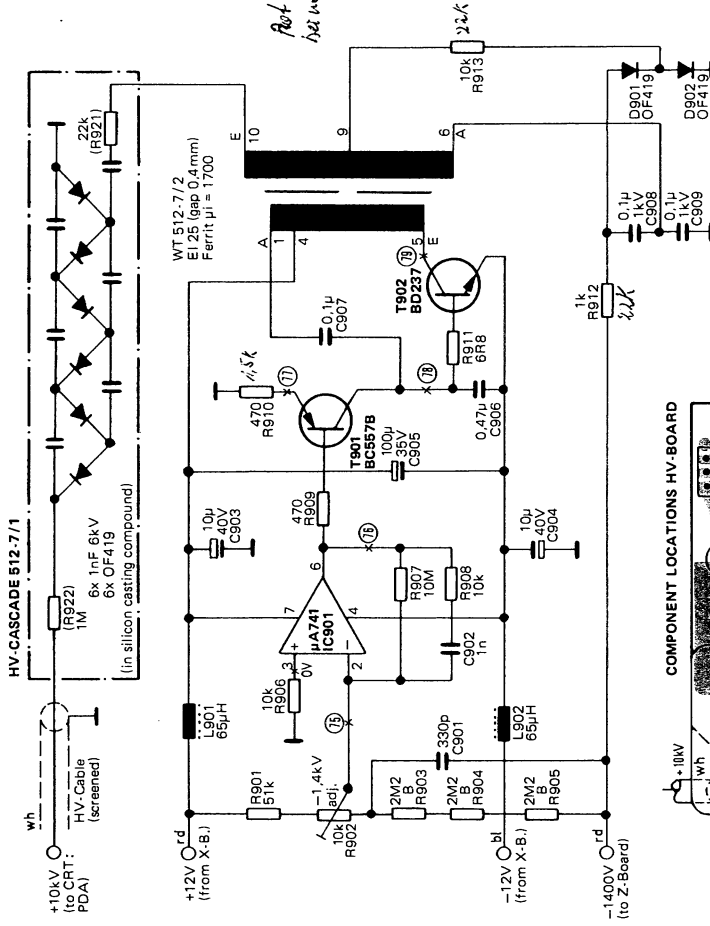 HV-CASCADE 512-7/1
+10kV
(to CRT:
PDA)
wh
HV-Cable
(screened)
(R922)
1M
6x 1nF 6kV
6x OF419
(in silicon casting compound)
22k
(R921)
WT 512-7/2
EI 25 (gap 0,4mm)
Ferrit µi = 1700
E
10
9
6
A
A
1
4
5
E
79
10k
R913
22k
D901
OF419
D902
OF419
rd
+12V
(from X-B.)
L901
65µH
10µ
40V
C903
R901
51k
-1,4kV
adj.
10k
R902
75
10k
R906
3
0V
2
+
−
µA741
IC901
7
6
4
76
R907
10M
R908
10k
C902
1n
470
R909
T901
BC557B
470
R910
1,5k
77
100µ
35V
C905
0,1µ
C907
78
0,47µ
C906
R911
6R8
T902
BD237
10µ
40V
C904
L902
65µH
bl
-12V
(from X-B.)
330p
C901
2M2
B
R903
2M2
B
R904
2M2
B
R905
rd
-1400V
(to Z-Board)
1k
R912
22k
0,1µ
1kV
C908
0,1µ
1kV
C909
COMPONENT LOCATIONS HV-BOARD
+10kV
wh